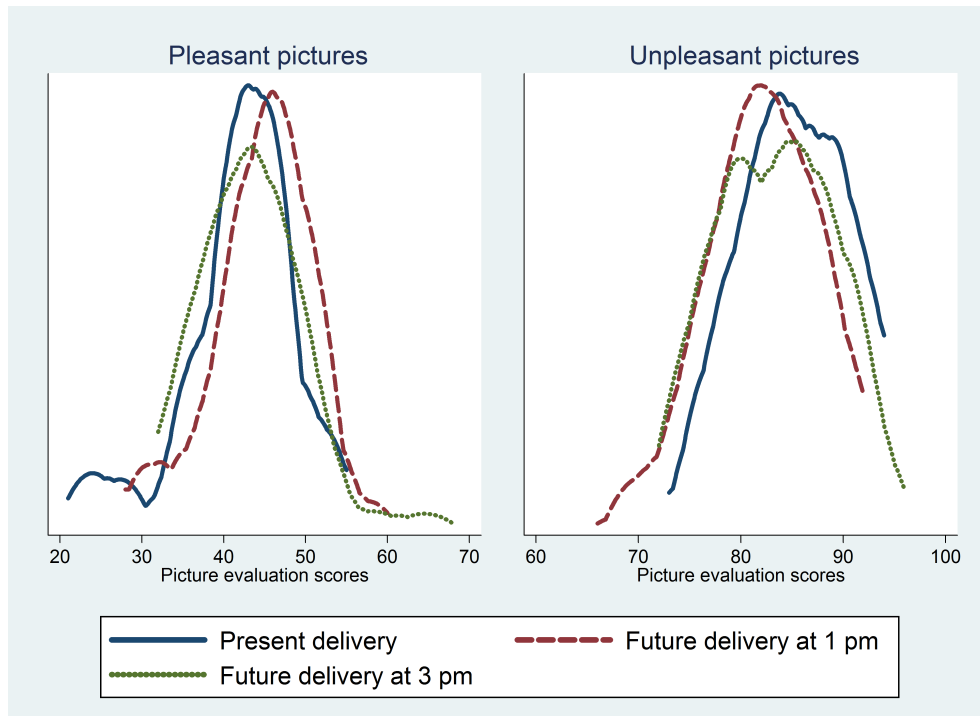 Pleasant pictures
20 30 40 50 60 70
Picture evaluation scores
Unpleasant pictures
60 70 80 90 100
Picture evaluation scores
Present delivery
Future delivery at 1 pm
Future delivery at 3 pm